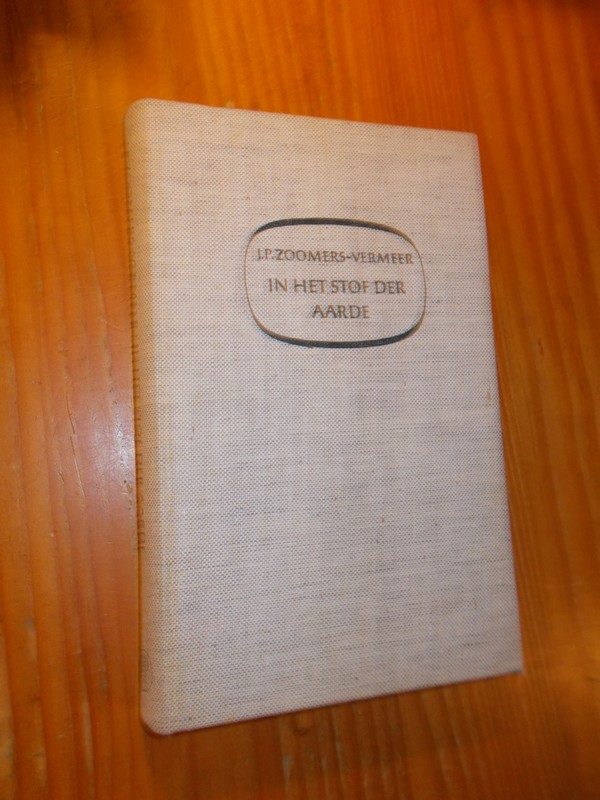 J.P. ZOOMERS-VERMEER
IN HET STOF DER
AARDE